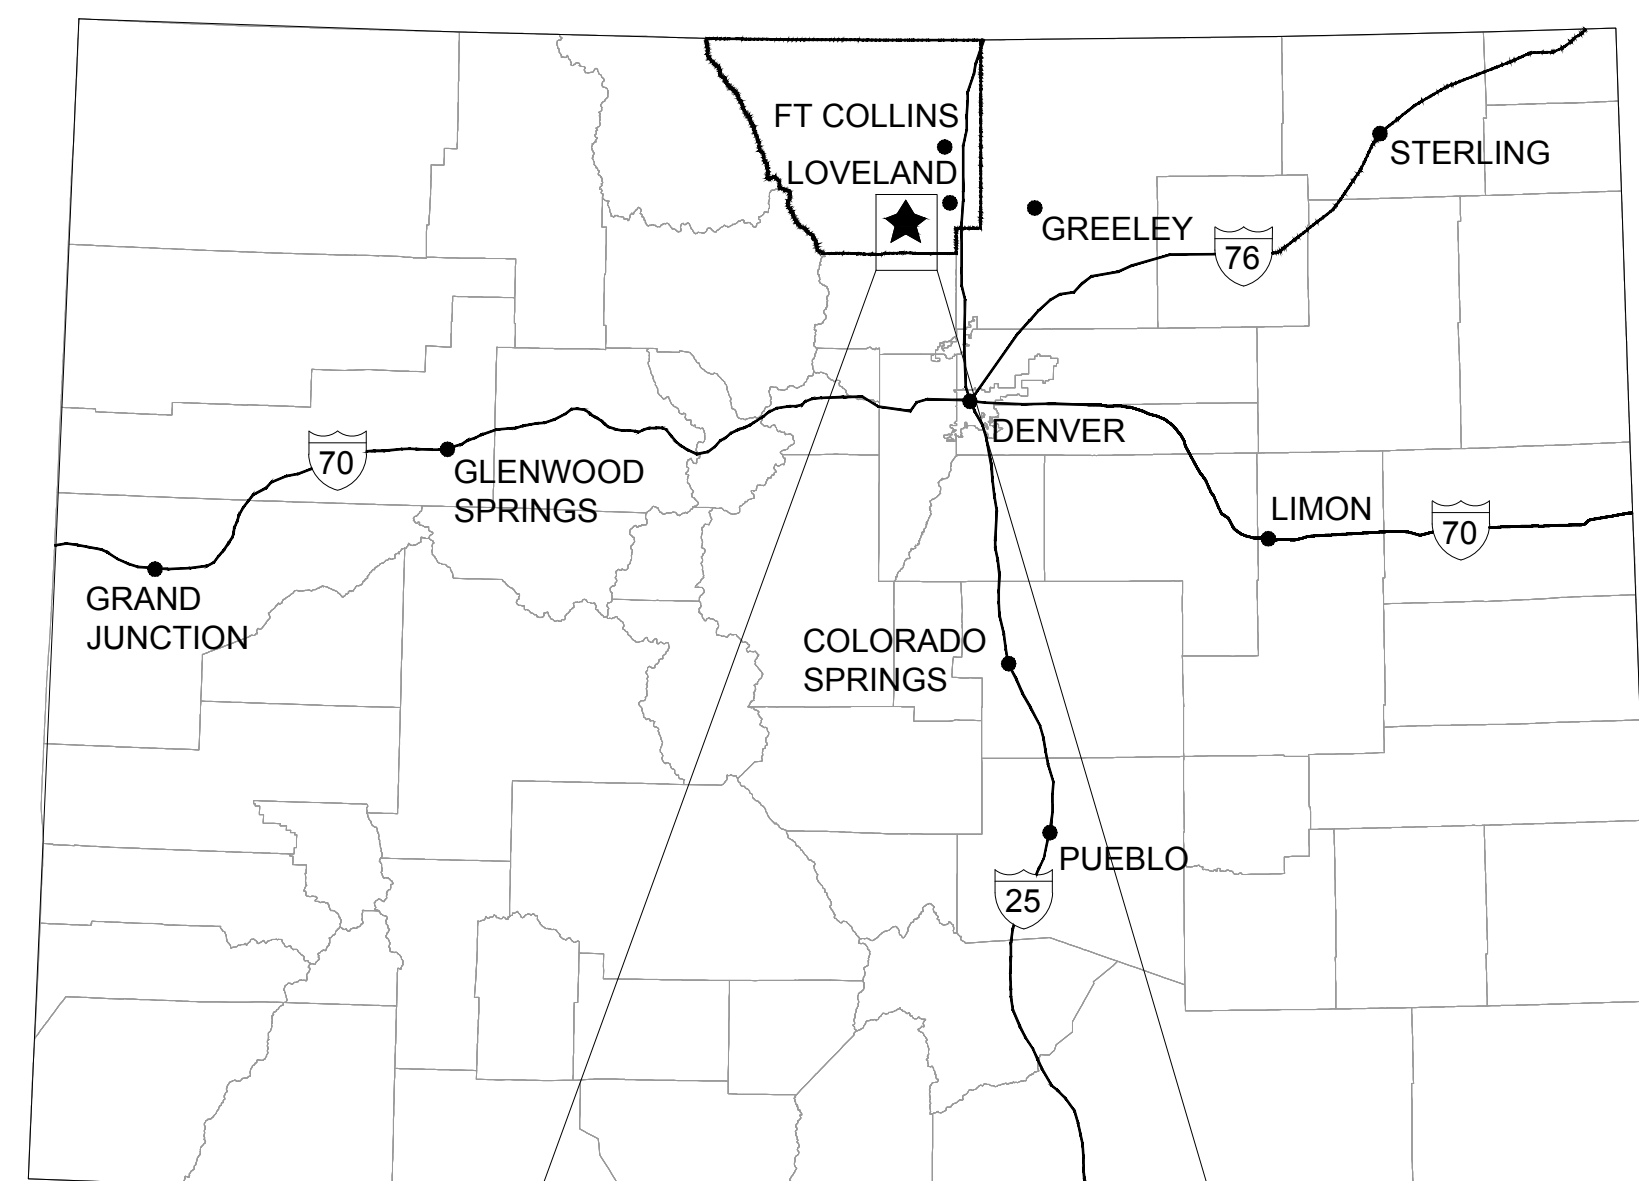 FT COLLINS
LOVELAND
STERLING
GREELEY
76
DENVER
70
GLENWOOD
SPRINGS
LIMON
70
GRAND
JUNCTION
COLORADO
SPRINGS
PUEBLO
25